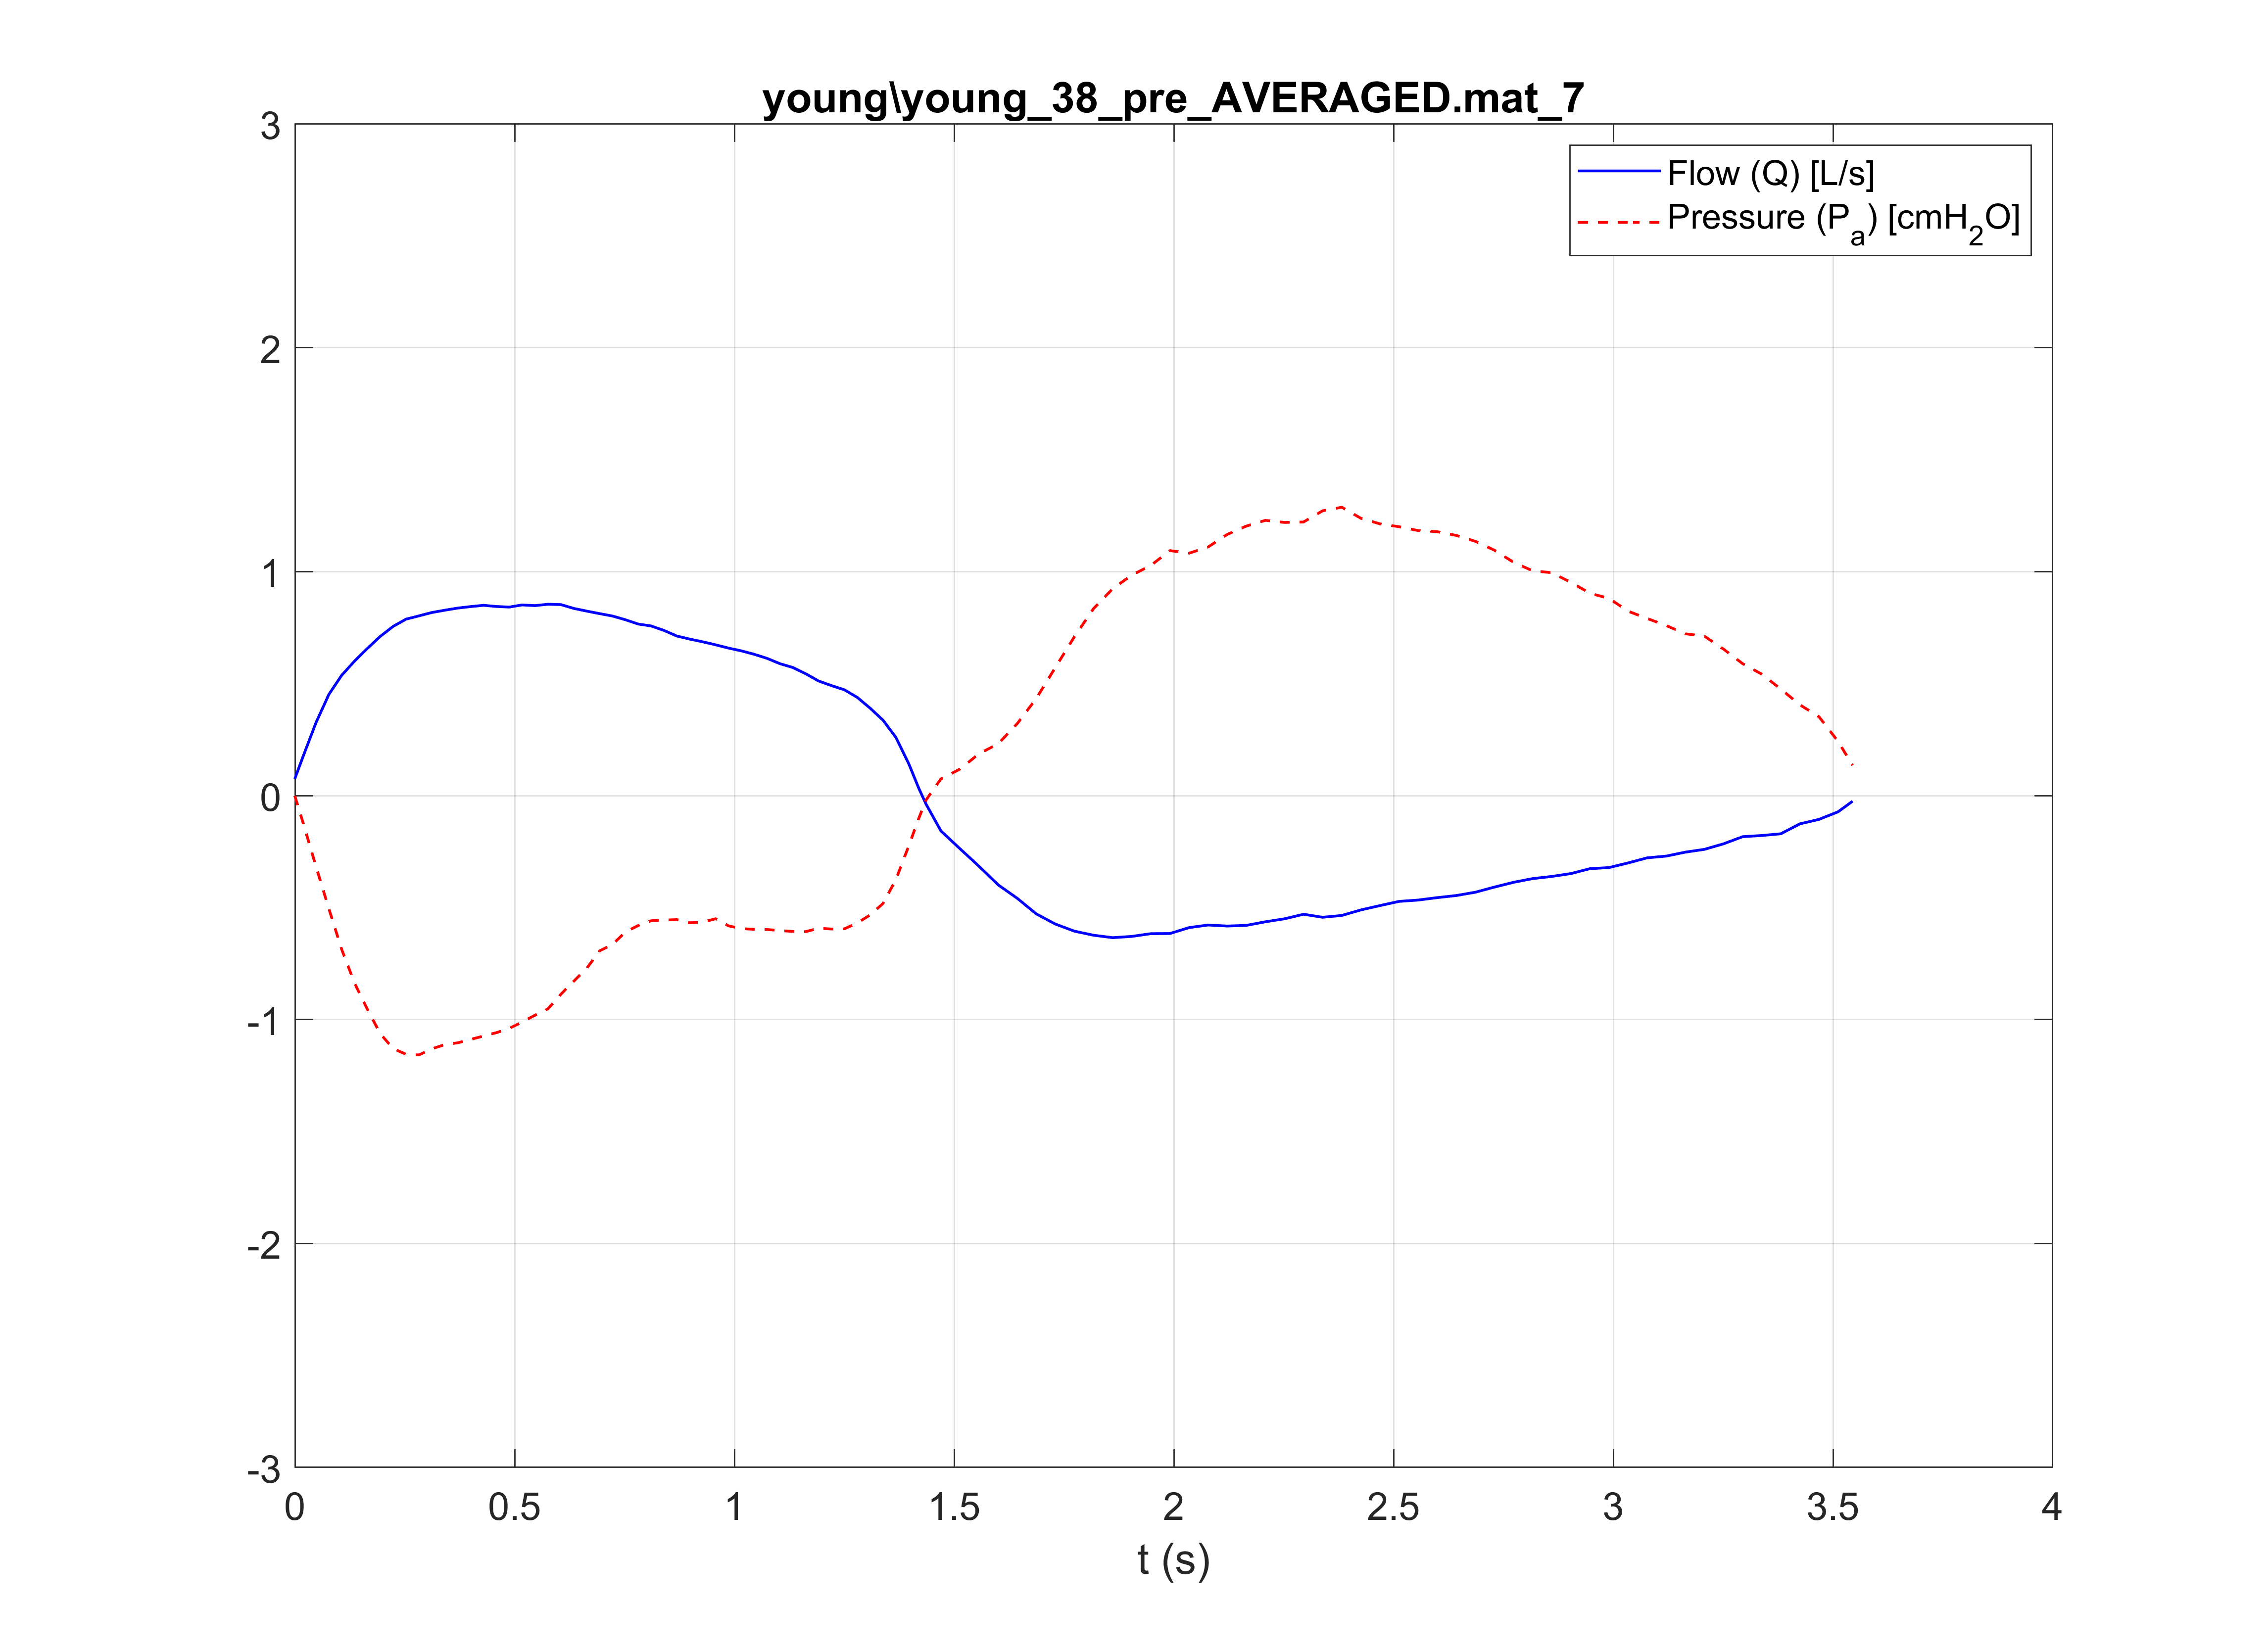 young\young_38_pre_AVERAGED.mat_7
Flow (Q) [L/s]
Pressure (Pa) [cmH2O]
3
2
1
0
-1
-2
-3
0 0.5 1 1.5 2 2.5 3 3.5 4
t (s)